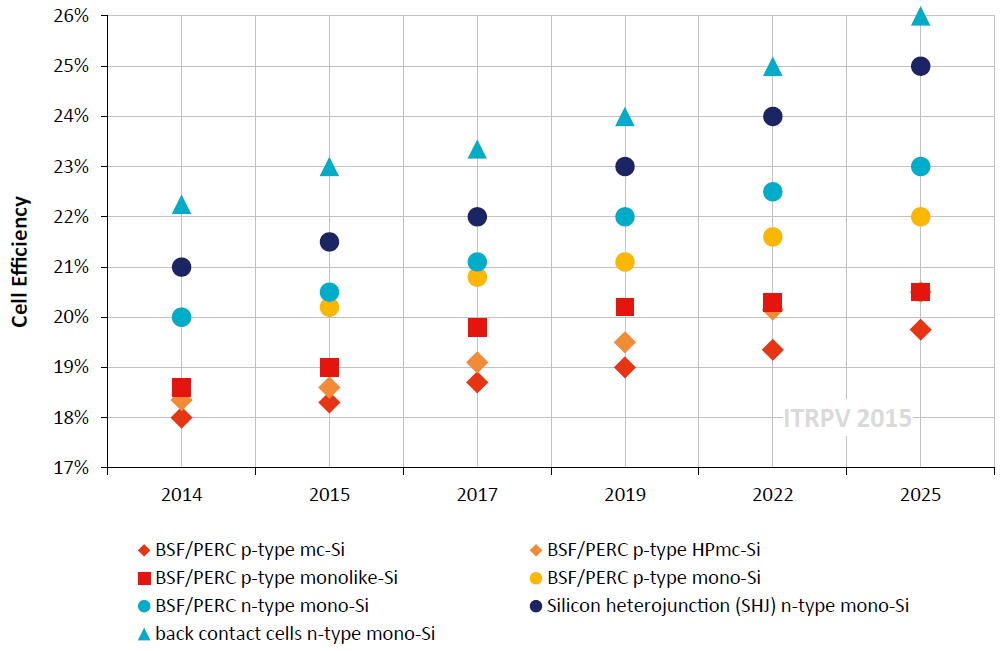 26%
25%
24%
23%
22%
21%
20%
19%
18%
17%
Cell Efficiency
ITRPV 2015
2014 2015 2017 2019 2022 2025
BSF/PERC p-type mc-Si BSF/PERC p-type HPmc-Si
BSF/PERC p-type monolike-Si BSF/PERC p-type mono-Si
BSF/PERC n-type mono-Si Silicon heterojunction (SHJ) n-type mono-Si
back contact cells n-type mono-Si